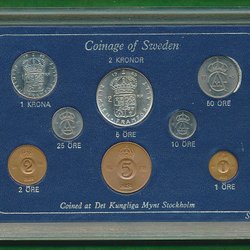 Coinage of Sweden
2 KRONOR
1 KRONA
50 ÖRE
5 ÖRE
25 ÖRE
10 ÖRE
2 ÖRE
1 ÖRE
5
Coined at Det Kungliga Mynt Stockholm